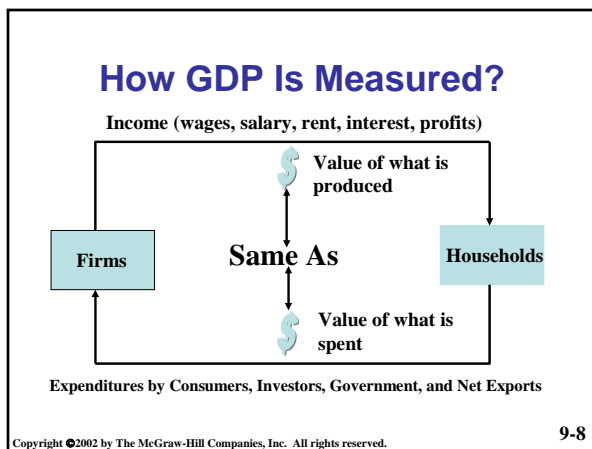 How GDP Is Measured?
Income (wages, salary, rent, interest, profits)
$
Value of what is
produced
Firms
Same As
Households
$
Value of what is
spent
Expenditures by Consumers, Investors, Government, and Net Exports
Copyright ©2002 by The McGraw-Hill Companies, Inc. All rights reserved.
9-8